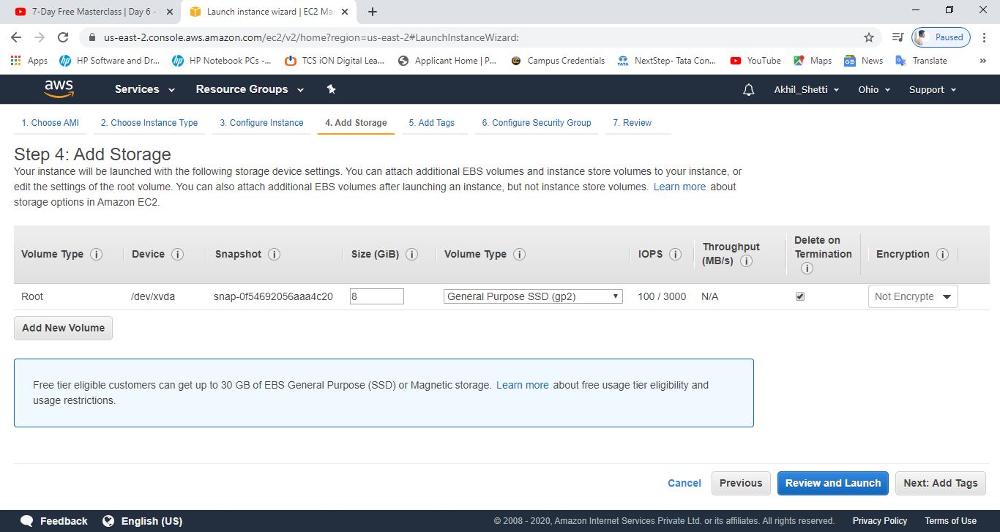 7-Day Free Masterclass | Day 6 -
Launch instance wizard | EC2 Ma
us-east-2.console.aws.amazon.com/ec2/v2/home?region=us-east-2#LaunchInstanceWizard:
Paused
Apps
HP Software and Dr...
HP Notebook PCs -...
TCS iON Digital Lea...
Applicant Home | P...
Campus Credentials
TATA
NextStep- Tata Con...
YouTube
Maps
News
Translate
»
aws
Services
Resource Groups
Akhil_Shetti
Ohio
Support
1. Choose AMI
2. Choose Instance Type
3. Configure Instance
4. Add Storage
5. Add Tags
6. Configure Security Group
7. Review
Step 4: Add Storage
Your instance will be launched with the following storage device settings. You can attach additional EBS volumes and instance store volumes to your instance, or
edit the settings of the root volume. You can also attach additional EBS volumes after launching an instance, but not instance store volumes. Learn more about
storage options in Amazon EC2.
Volume Type i
Device i
Snapshot i
Size (GiB) i
Volume Type i
IOPS i
Throughput
(MB/s) i
Delete on
Termination
i
Encryption i
Root
/dev/xvda
snap-0f54692056aaa4c20
8
General Purpose SSD (gp2)
100 / 3000
N/A
Not Encrypte
Add New Volume
Free tier eligible customers can get up to 30 GB of EBS General Purpose (SSD) or Magnetic storage. Learn more about free usage tier eligibility and
usage restrictions.
Cancel
Previous
Review and Launch
Next: Add Tags
Feedback
English (US)
© 2008 - 2020, Amazon Internet Services Private Ltd. or its affiliates. All rights reserved.
Privacy Policy
Terms of Use